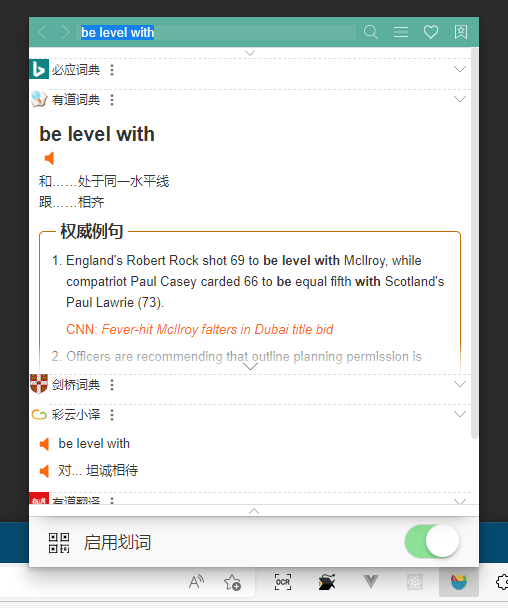 be level with
必应词典
有道词典
be level with
和……处于同一水平线
跟……相齐
权威例句
1. England's Robert Rock shot 69 to be level with McIlroy, while
compatriot Paul Casey carded 66 to be equal fifth with Scotland's
Paul Lawrie (73).
CNN: Fever-hit McIlroy falters in Dubai title bid
2. Officers are recommending that outline planning permission is
剑桥词典
彩云小译
be level with
对... 坦诚相待
有道翻译
启用划词
OCR